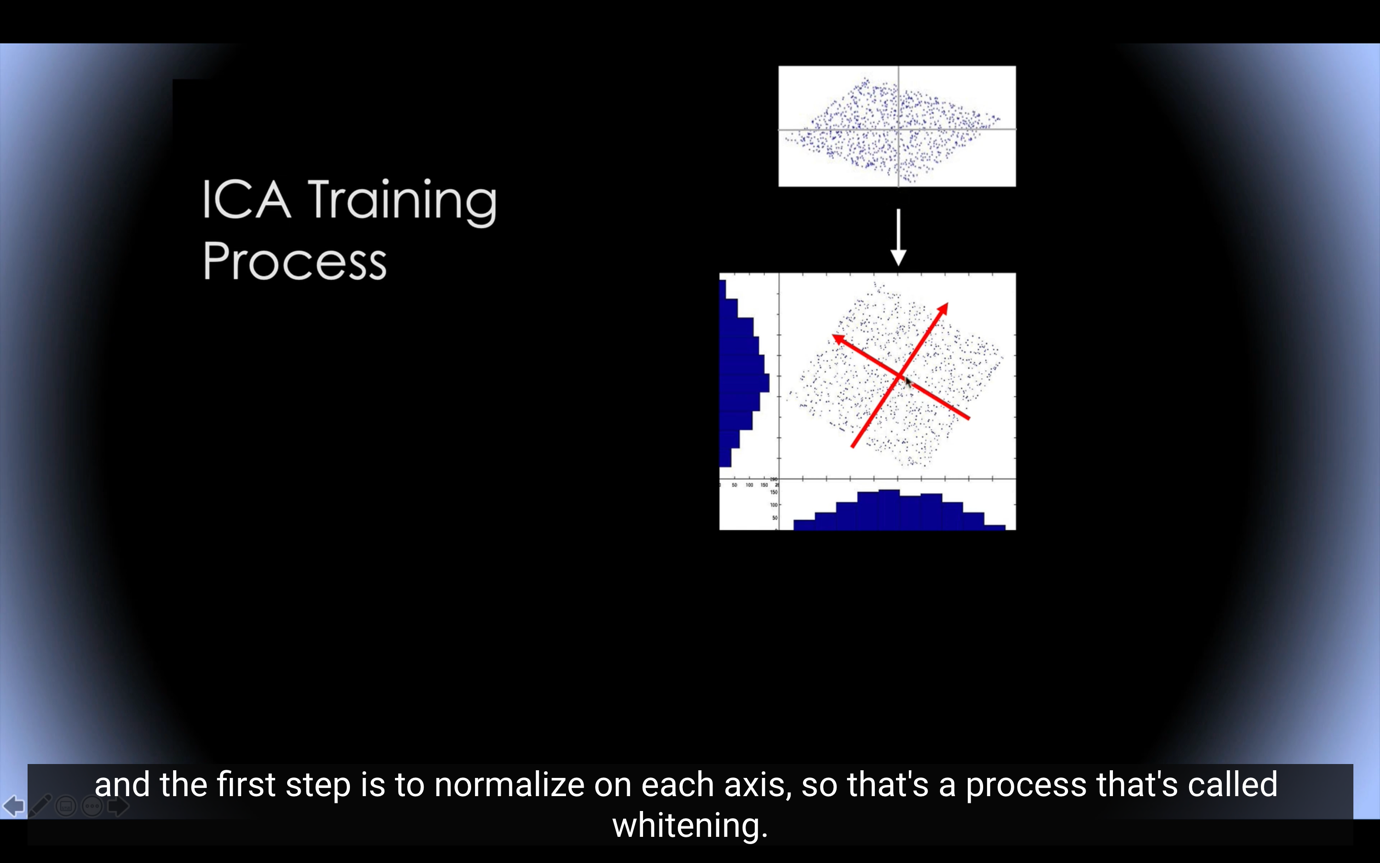 ICA Training
Process
50 100 150
150
100
50
and the first step is to normalize on each axis, so that's a process that's called
whitening.